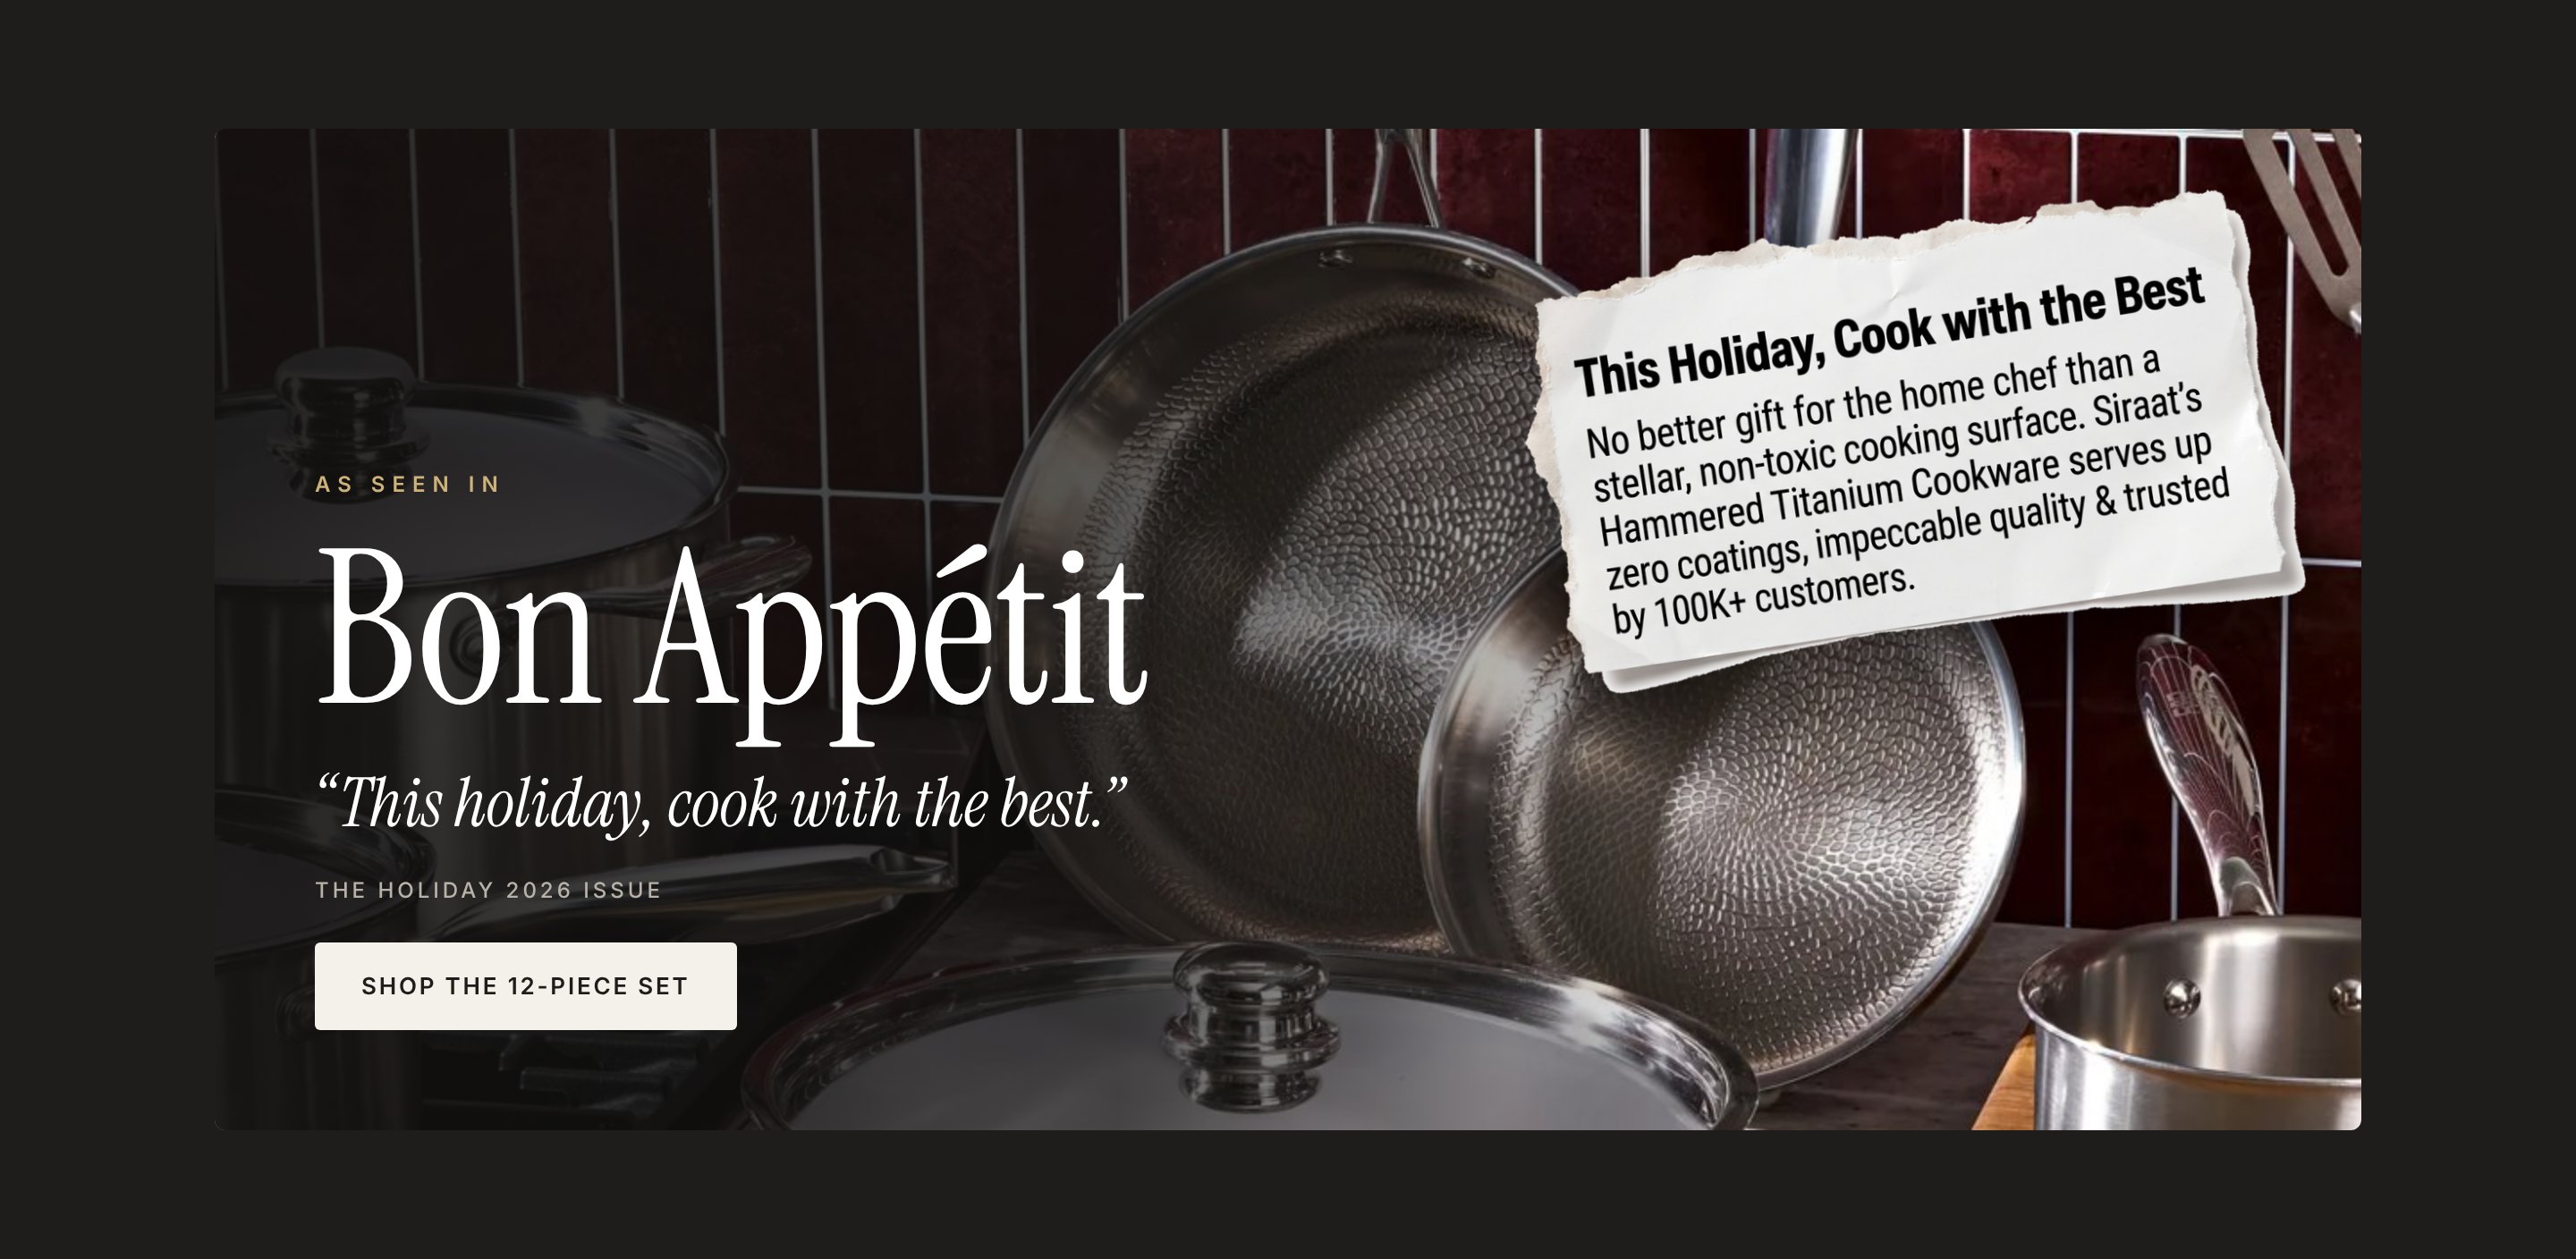 AS SEEN IN
Bon Appétit
“This holiday, cook with the best.”
THE HOLIDAY 2026 ISSUE
SHOP THE 12-PIECE SET
This Holiday, Cook with the Best
No better gift for the home chef than a
stellar, non-toxic cooking surface. Siraat’s
Hammered Titanium Cookware serves up
zero coatings, impeccable quality & trusted
by 100K+ customers.